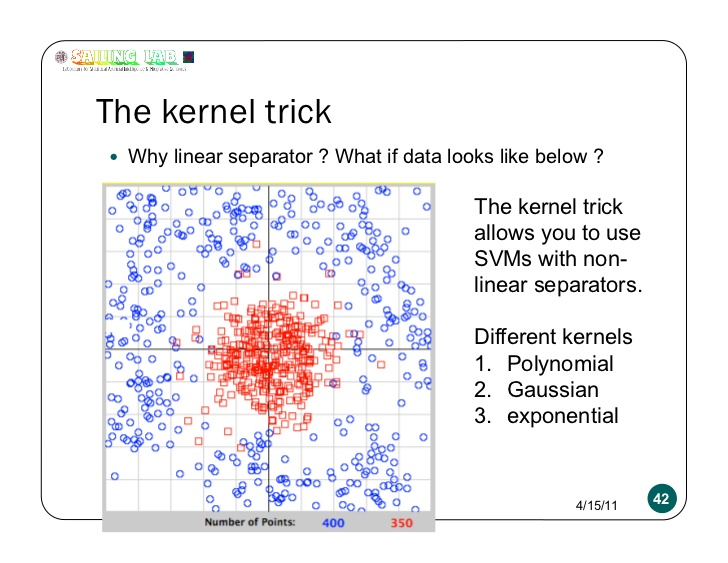 SAILING LAB
The kernel trick
• Why linear separator ? What if data looks like below ?
The kernel trick
allows you to use
SVMs with non-
linear separators.
Different kernels
1. Polynomial
2. Gaussian
3. exponential
Number of Points: 400 350
4/15/11
42